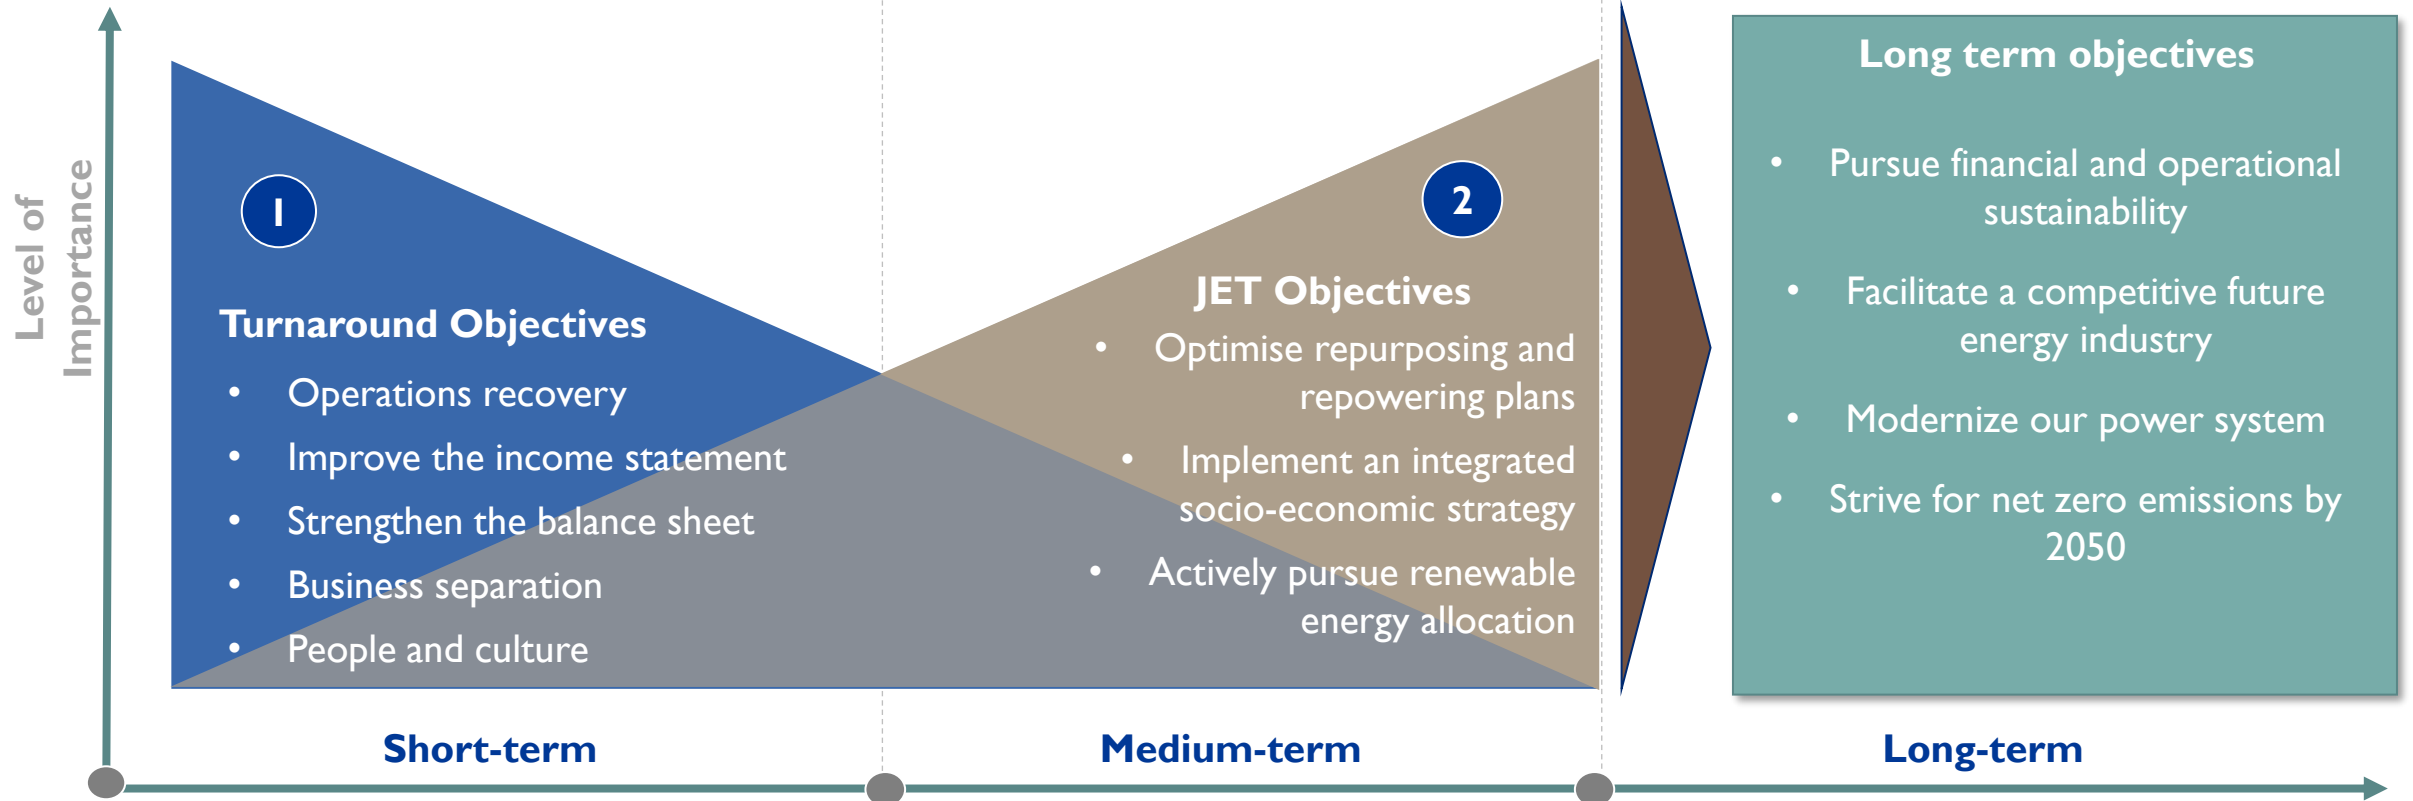 Level of
Importance
1
Turnaround Objectives
• Operations recovery
• Improve the income statement
• Strengthen the balance sheet
• Business separation
• People and culture
2
JET Objectives
• Optimise repurposing and
repowering plans
• Implement an integrated
socio-economic strategy
• Actively pursue renewable
energy allocation
Long term objectives
• Pursue financial and operational
sustainability
• Facilitate a competitive future
energy industry
• Modernize our power system
• Strive for net zero emissions by
2050
Short-term
Medium-term
Long-term